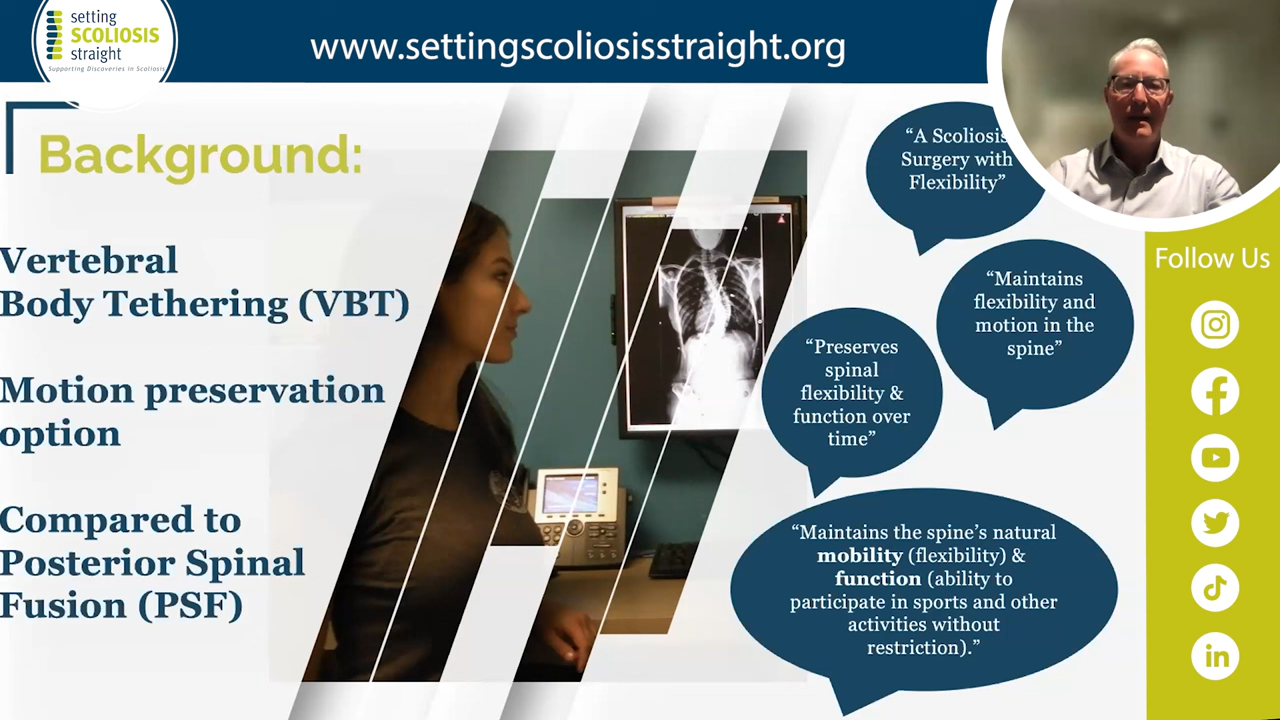 setting
SCOLIOSIS
straight
Supporting Discoveries in Scoliosis
www.settingscoliosisstraight.org
Background:
Vertebral
Body Tethering (VBT)
Motion preservation
option
Compared to
Posterior Spinal
Fusion (PSF)
“A Scoliosis
Surgery with
Flexibility”
“Maintains
flexibility and
motion in the
spine”
“Preserves
spinal
flexibility &
function over
time”
“Maintains the spine’s natural
mobility (flexibility) &
function (ability to
participate in sports and other
activities without
restriction).”
Follow Us
in